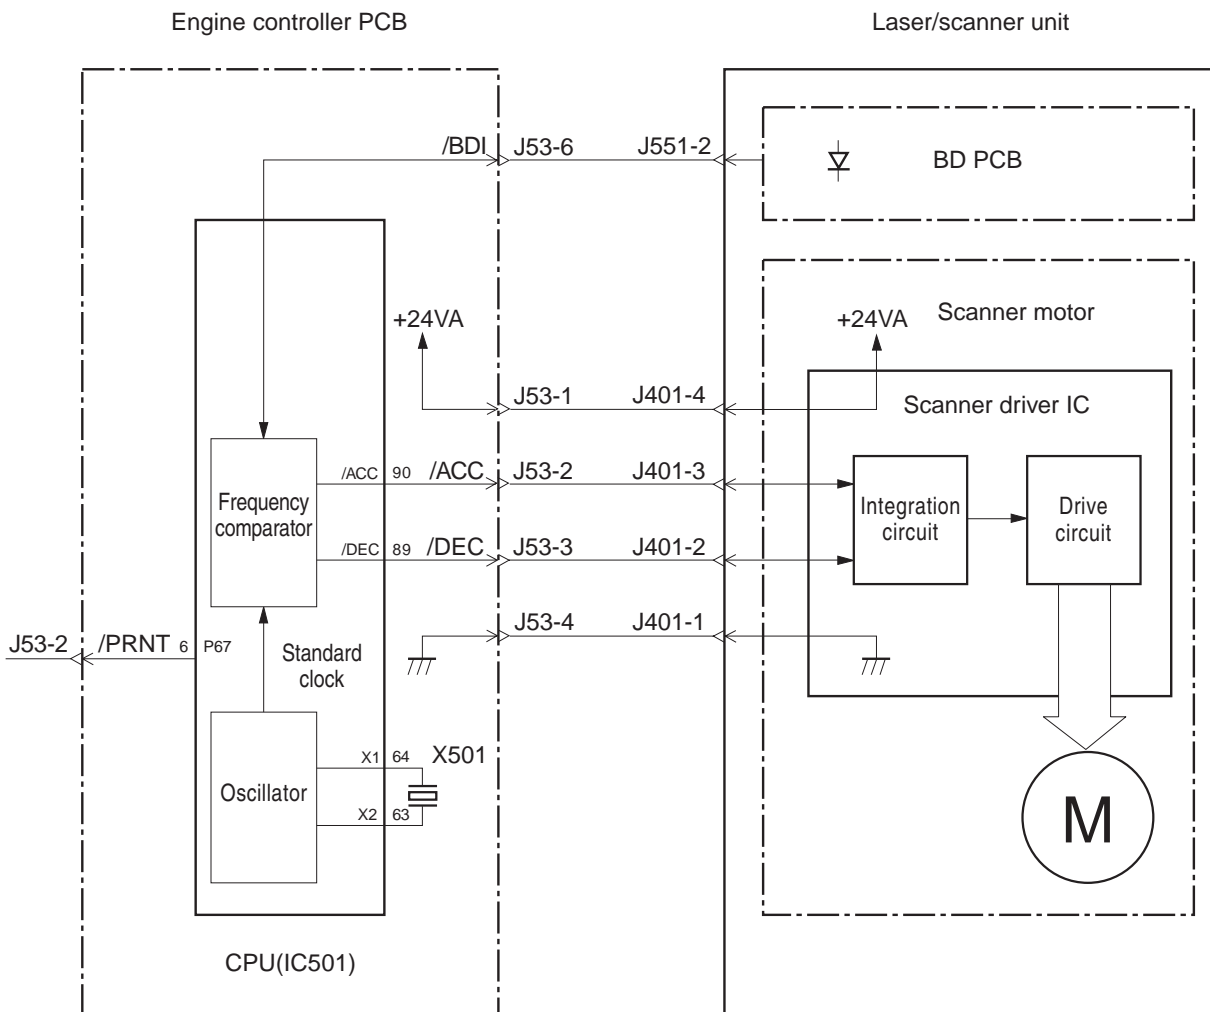 Engine controller PCB
Laser/scanner unit
/BDI J53-6 J551-2
BD PCB
+24VA
+24VA
Scanner motor
J53-1 J401-4
Scanner driver IC
/ACC 90 /ACC J53-2 J401-3
Frequency
comparator
Integration
circuit
Drive
circuit
/DEC 89 /DEC J53-3 J401-2
J53-4 J401-1
J53-2 /PRNT 6 P67
Standard
clock
X1 64 X501
Oscillator
X2 63
M
CPU(IC501)